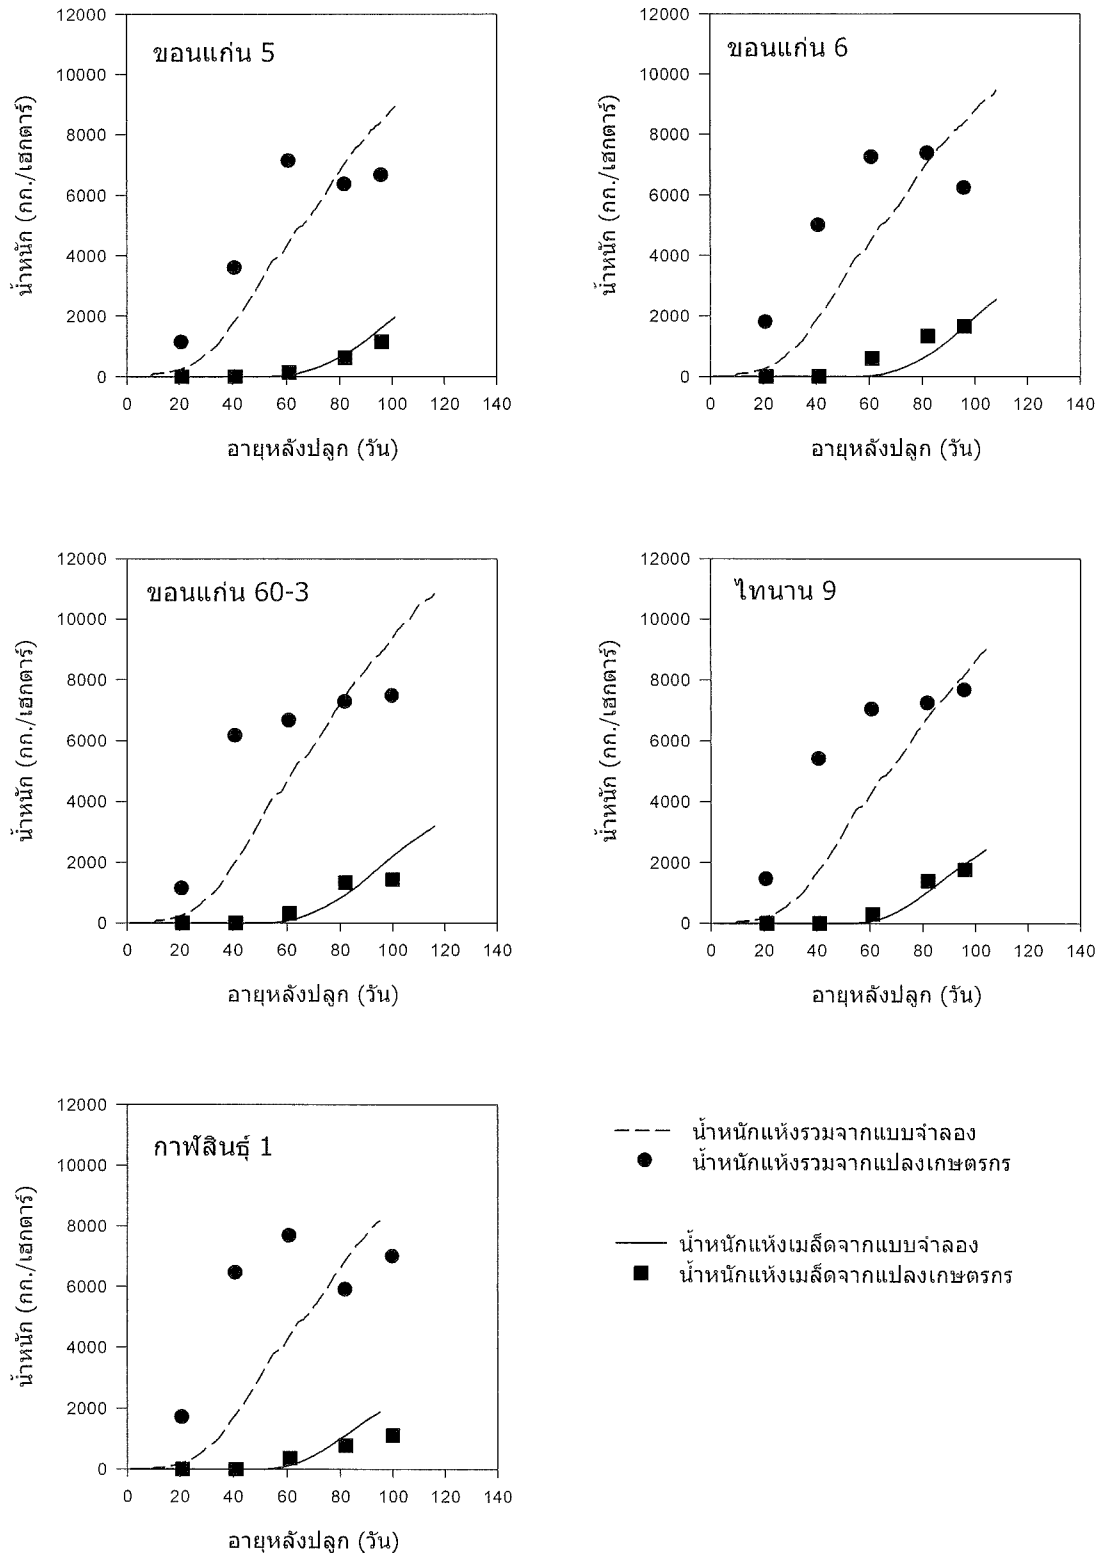 ขอนแก่น 5
12000
10000
8000
6000
4000
2000
0
น้ำหนัก (กก./เฮกตาร์)
0 20 40 60 80 100 120 140
อายุหลังปลูก (วัน)
ขอนแก่น 6
12000
10000
8000
6000
4000
2000
0
น้ำหนัก (กก./เฮกตาร์)
0 20 40 60 80 100 120 140
อายุหลังปลูก (วัน)
ขอนแก่น 60-3
12000
10000
8000
6000
4000
2000
0
น้ำหนัก (กก./เฮกตาร์)
0 20 40 60 80 100 120 140
อายุหลังปลูก (วัน)
ไทนาน 9
12000
10000
8000
6000
4000
2000
0
น้ำหนัก (กก./เฮกตาร์)
0 20 40 60 80 100 120 140
อายุหลังปลูก (วัน)
กาฬสินธุ์ 1
12000
10000
8000
6000
4000
2000
0
น้ำหนัก (กก./เฮกตาร์)
0 20 40 60 80 100 120 140
อายุหลังปลูก (วัน)
น้ำหนักแห้งรวมจากแบบจำลอง
น้ำหนักแห้งรวมจากแปลงเกษตรกร
น้ำหนักแห้งเมล็ดจากแบบจำลอง
น้ำหนักแห้งเมล็ดจากแปลงเกษตรกร